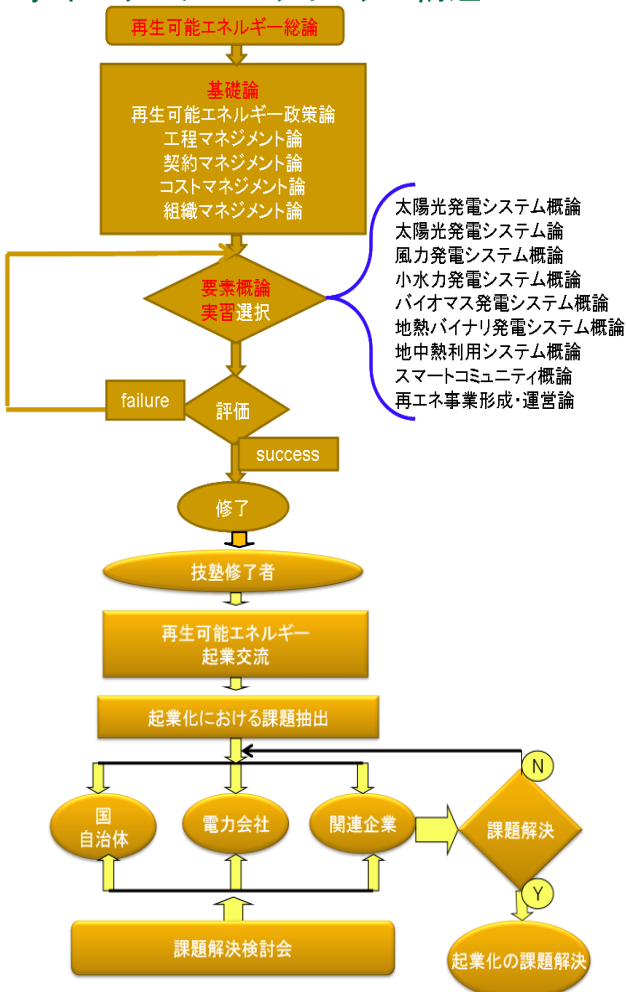 再生可能エネルギー総論
基礎論
再生可能エネルギー政策論
工程マネジメント論
契約マネジメント論
コストマネジメント論
組織マネジメント論
太陽光発電システム概論
太陽光発電システム論
風力発電システム概論
小水力発電システム概論
バイオマス発電システム概論
地熱バイナリ発電システム概論
地中熱利用システム概論
スマートコミュニティ概論
再エネ事業形成・運営論
要素概論
実習選択
failure
評価
success
修了
技塾修了者
再生可能エネルギー
起業交流
起業化における課題抽出
N
国
自治体
電力会社
関連企業
課題解決
Y
課題解決検討会
起業化の課題解決